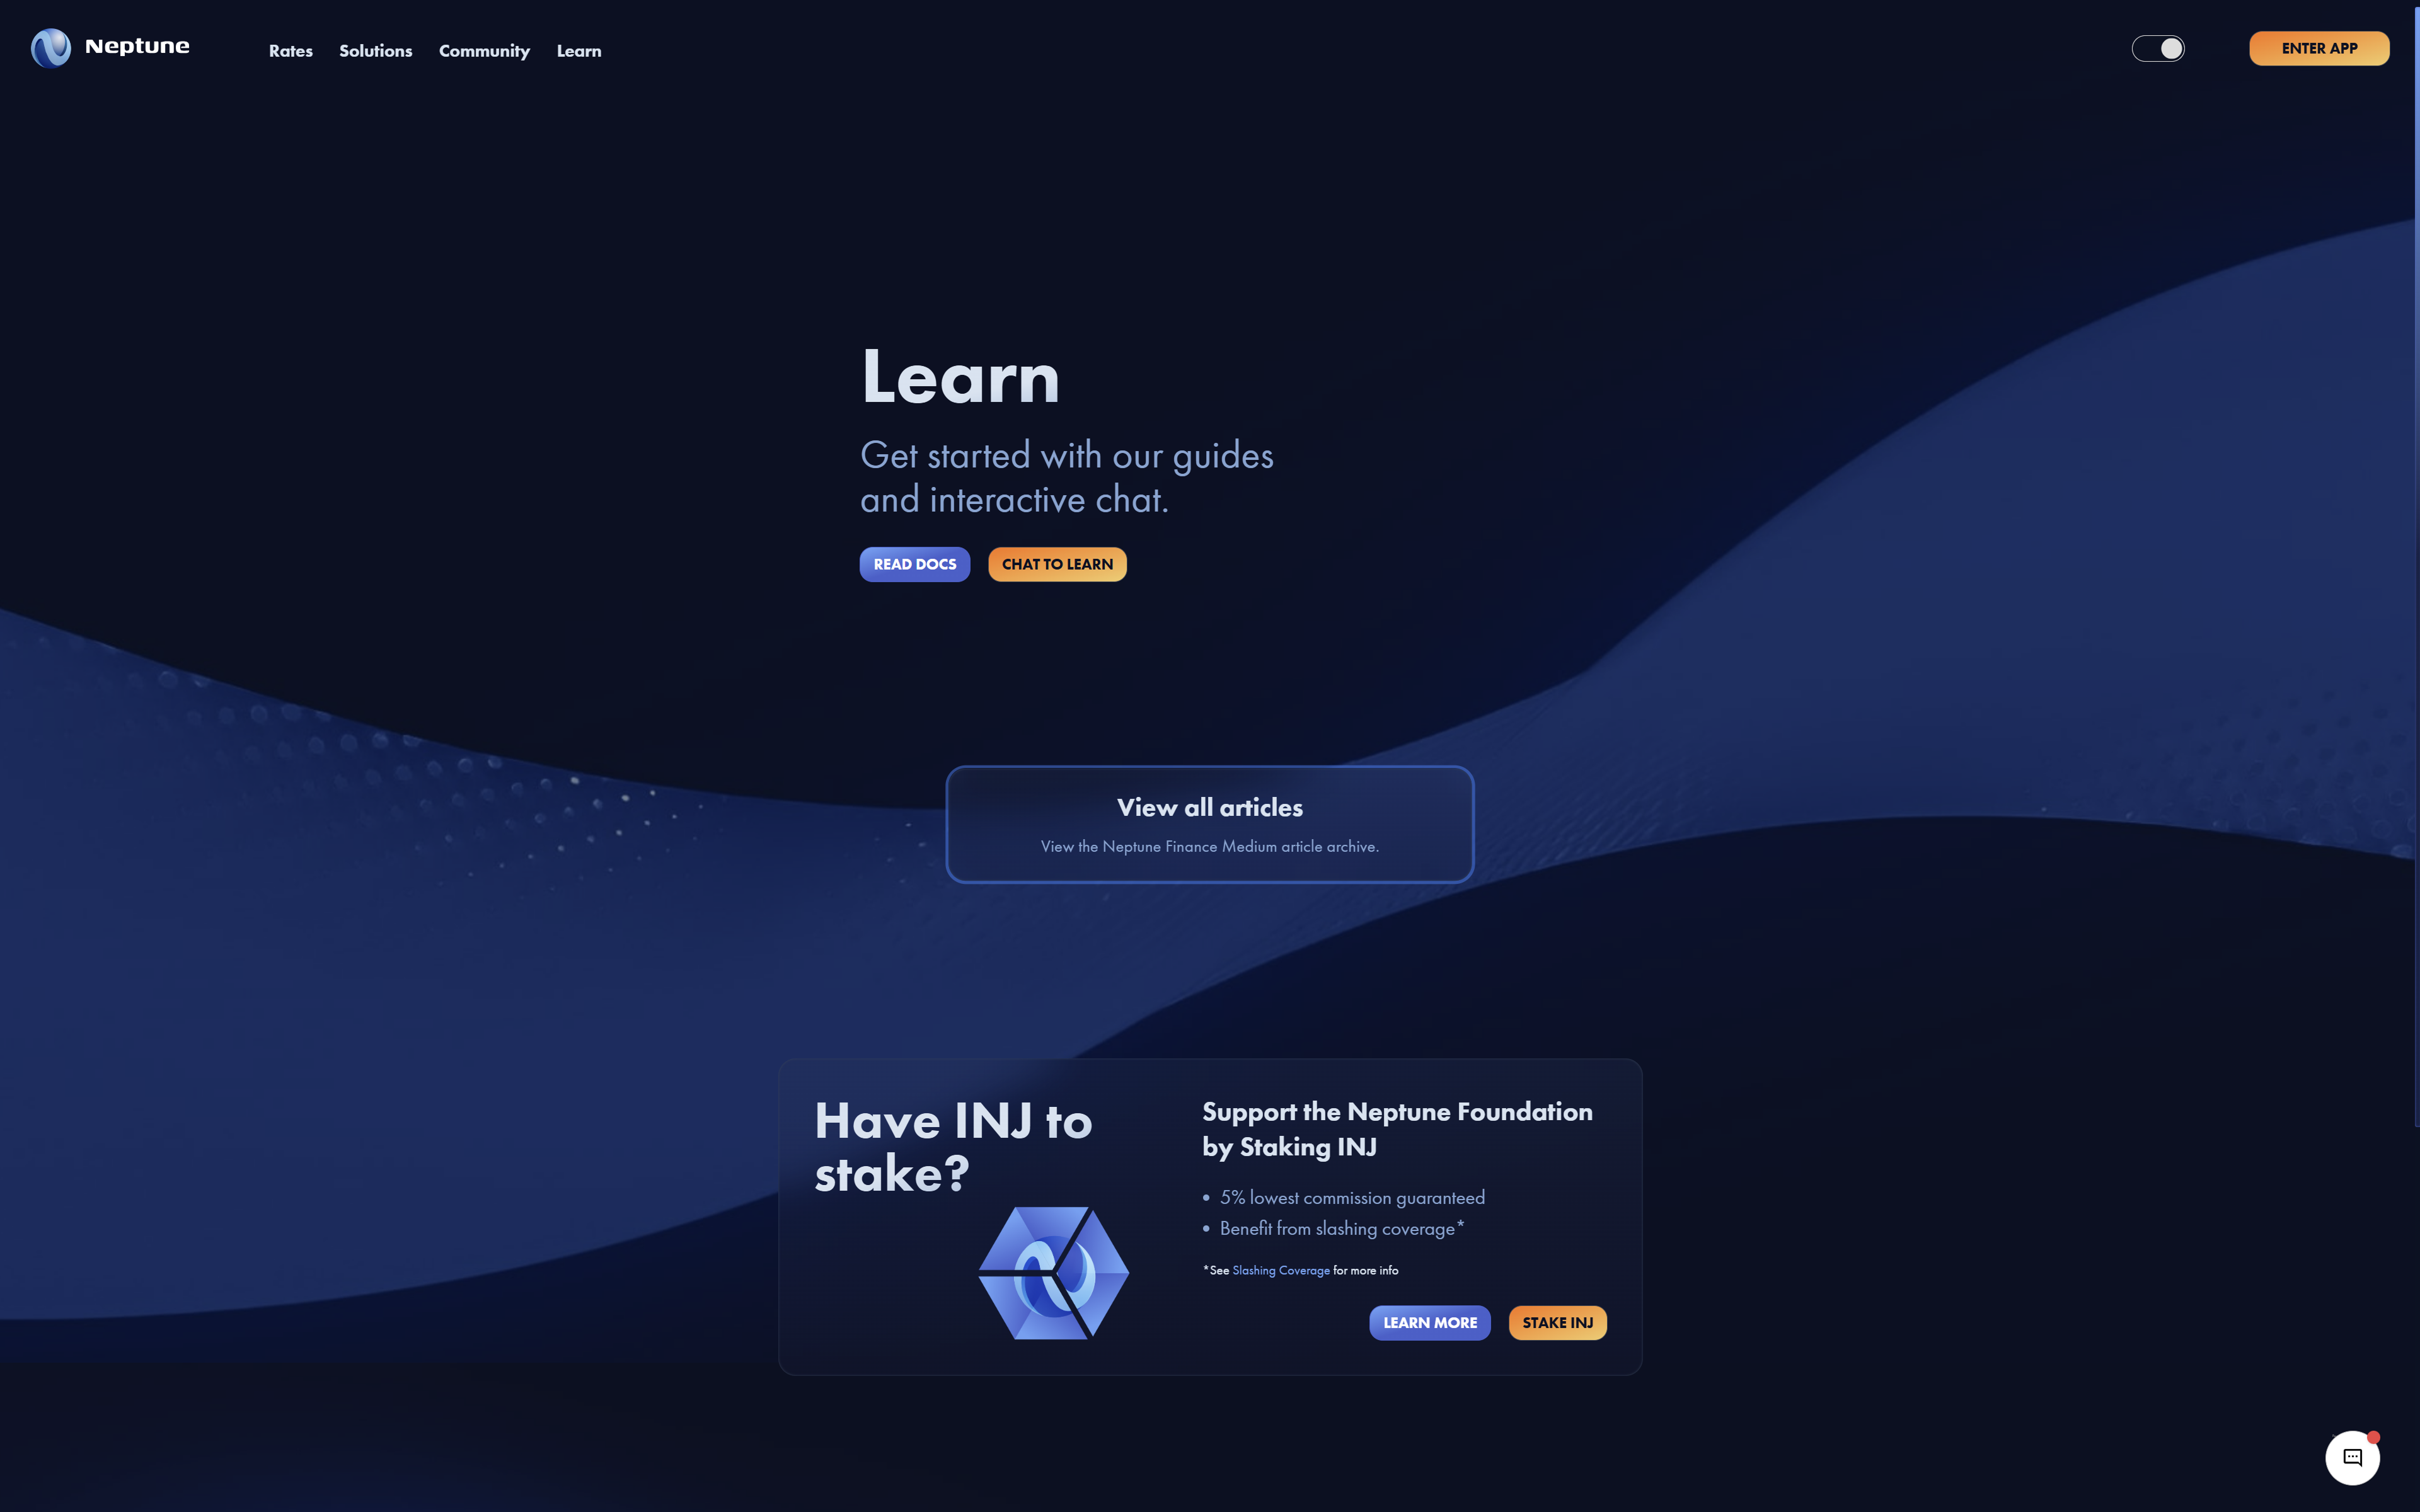 Neptune
Rates
Solutions
Community
Learn
ENTER APP
Learn
Get started with our guides
and interactive chat.
READ DOCS
CHAT TO LEARN
View all articles
View the Neptune Finance Medium article archive.
Have INJ to
stake?
Support the Neptune Foundation
by Staking INJ
• 5% lowest commission guaranteed
• Benefit from slashing coverage*
*See Slashing Coverage for more info
LEARN MORE
STAKE INJ